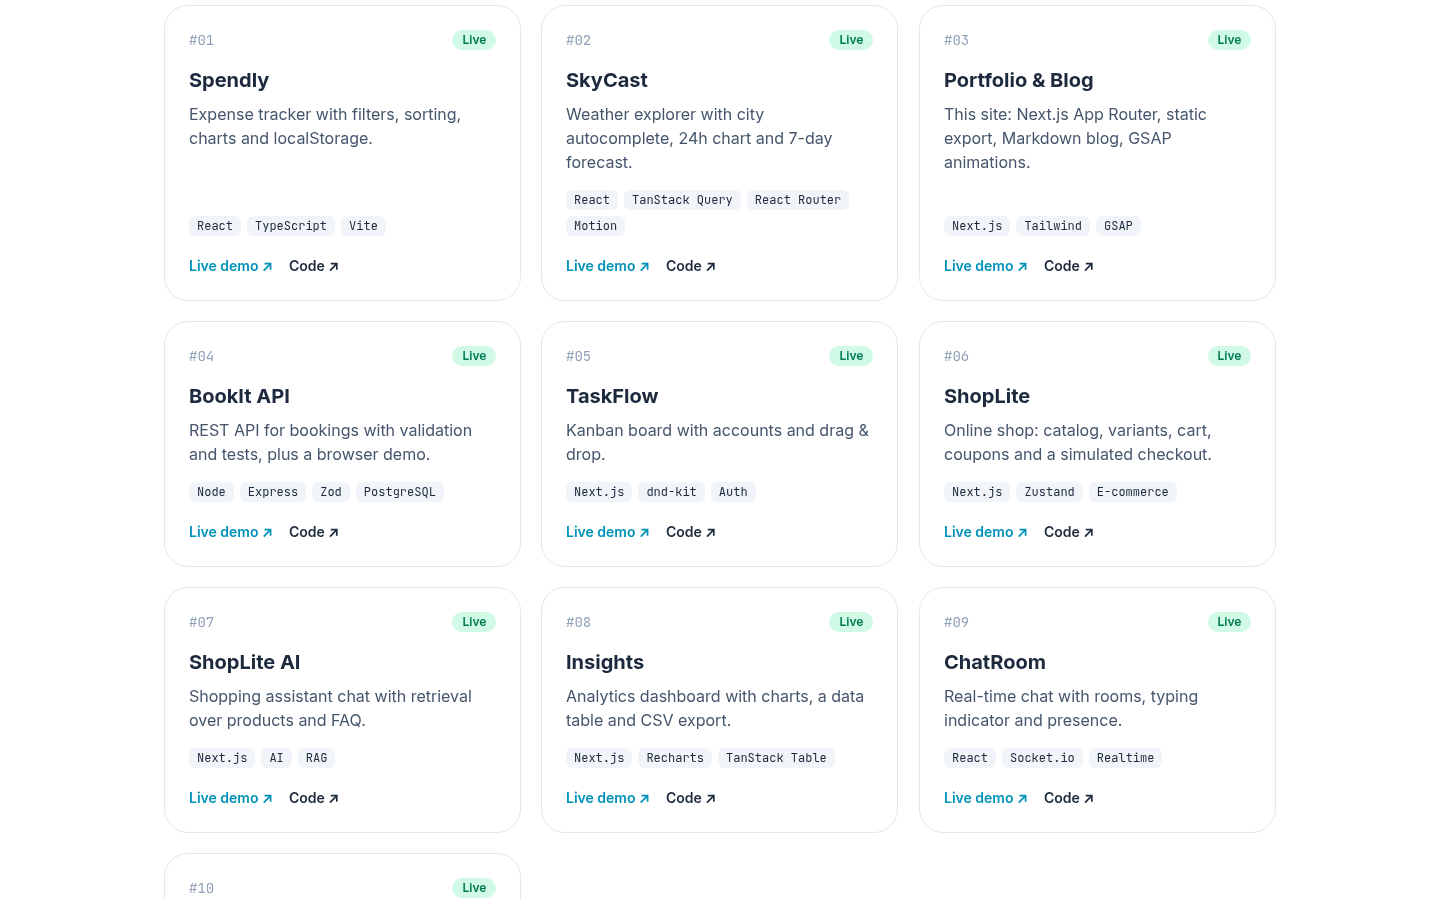 #01 Live
Spendly
Expense tracker with filters, sorting,
charts and localStorage.
React TypeScript Vite
Live demo ↗ Code ↗
#02 Live
SkyCast
Weather explorer with city
autocomplete, 24h chart and 7-day
forecast.
React TanStack Query React Router
Motion
Live demo ↗ Code ↗
#03 Live
Portfolio & Blog
This site: Next.js App Router, static
export, Markdown blog, GSAP
animations.
Next.js Tailwind GSAP
Live demo ↗ Code ↗
#04 Live
BookIt API
REST API for bookings with validation
and tests, plus a browser demo.
Node Express Zod PostgreSQL
Live demo ↗ Code ↗
#05 Live
TaskFlow
Kanban board with accounts and drag &
drop.
Next.js dnd-kit Auth
Live demo ↗ Code ↗
#06 Live
ShopLite
Online shop: catalog, variants, cart,
coupons and a simulated checkout.
Next.js Zustand E-commerce
Live demo ↗ Code ↗
#07 Live
ShopLite AI
Shopping assistant chat with retrieval
over products and FAQ.
Next.js AI RAG
Live demo ↗ Code ↗
#08 Live
Insights
Analytics dashboard with charts, a data
table and CSV export.
Next.js Recharts TanStack Table
Live demo ↗ Code ↗
#09 Live
ChatRoom
Real-time chat with rooms, typing
indicator and presence.
React Socket.io Realtime
Live demo ↗ Code ↗
#10 Live